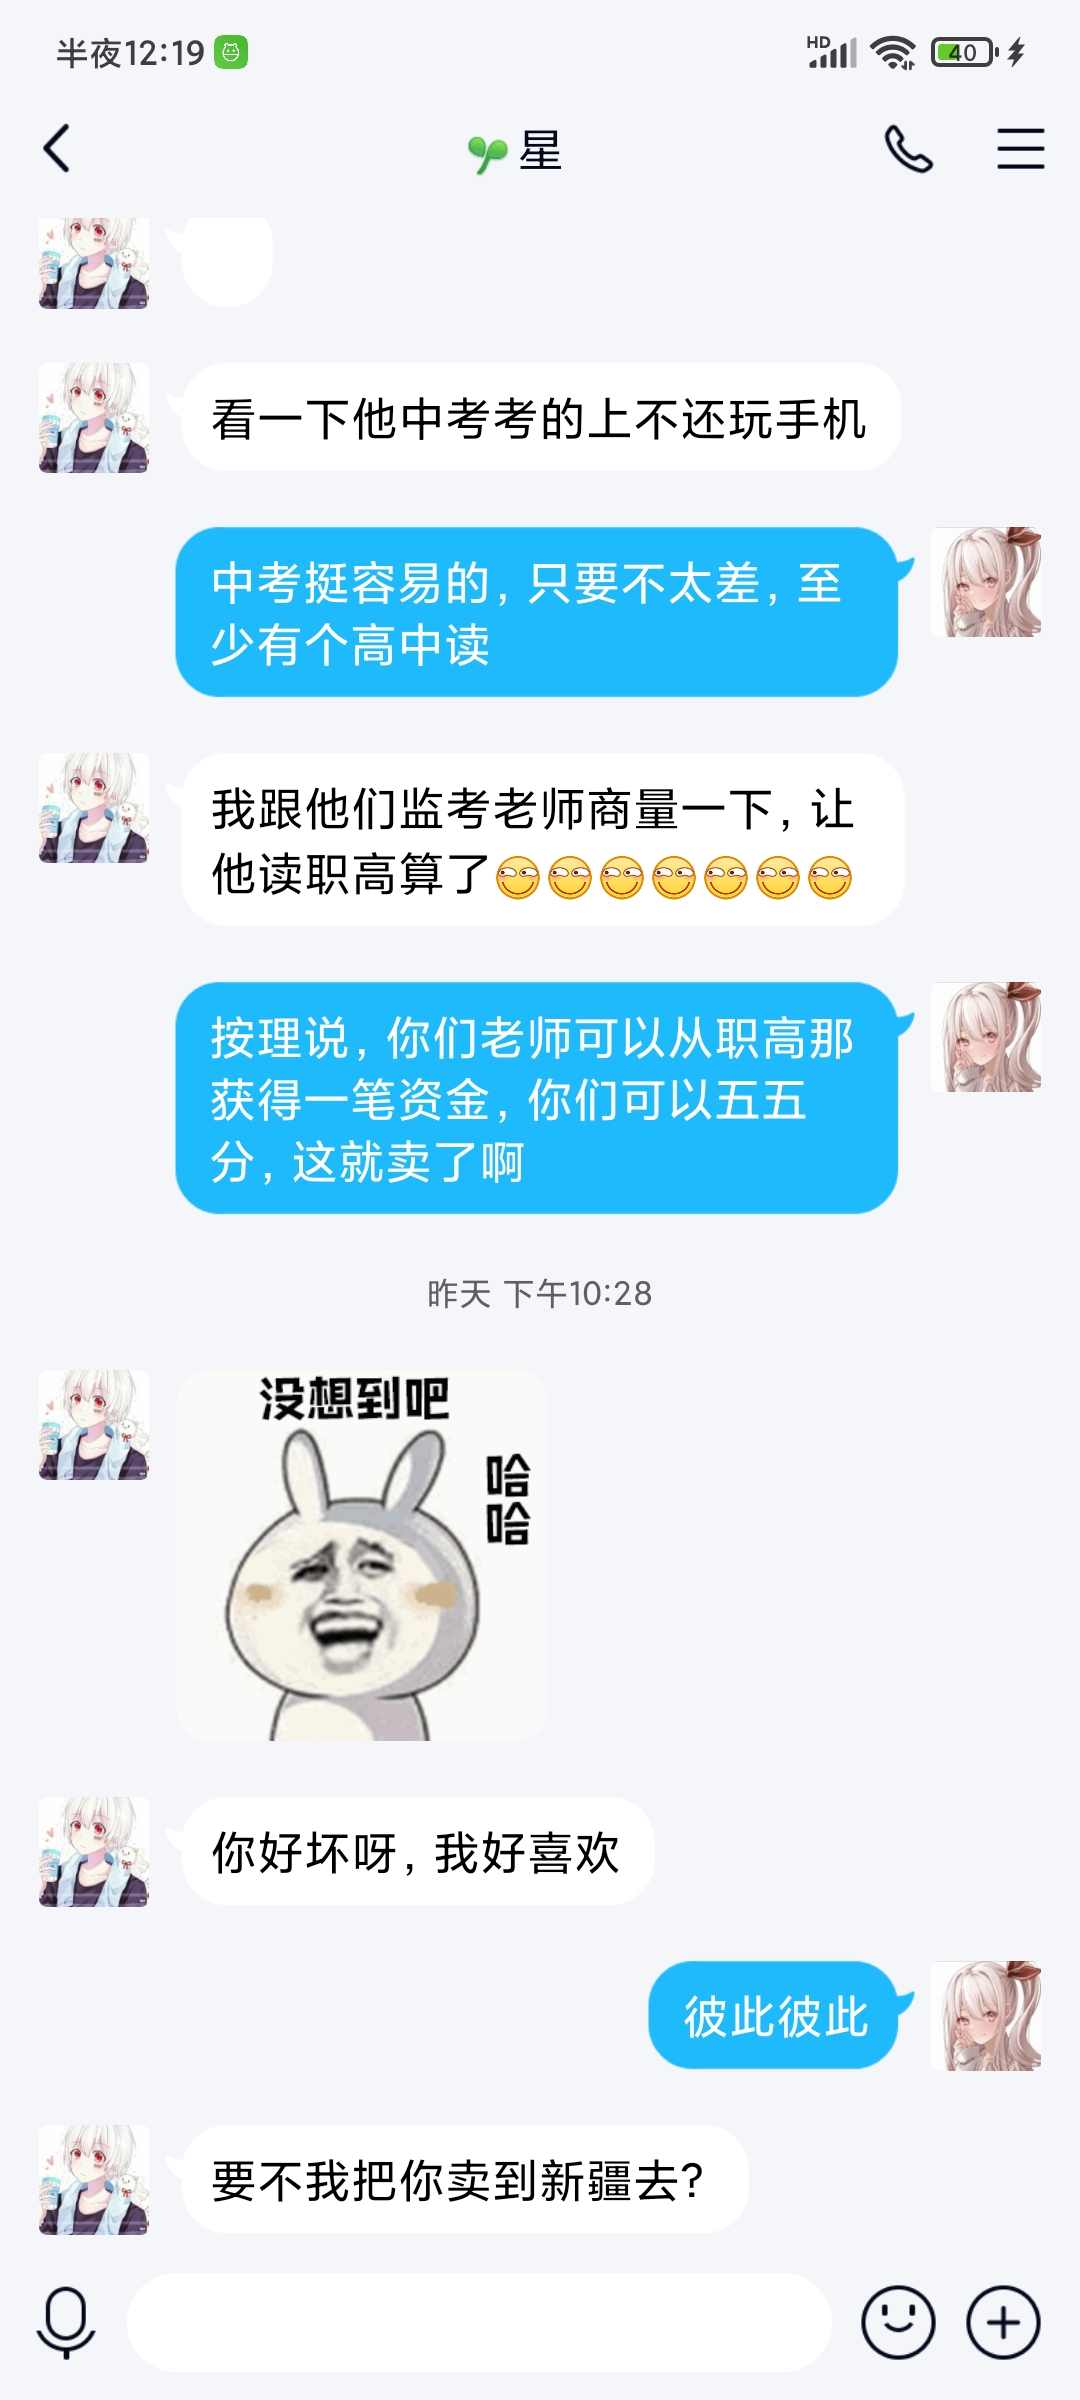 半夜12:19
HD
40
星
看一下他中考考的上不还玩手机
中考挺容易的，只要不太差，至
少有个高中读
我跟他们监考老师商量一下，让
他读职高算了
按理说，你们老师可以从职高那
获得一笔资金，你们可以五五
分，这就卖了啊
昨天 下午10:28
没想到吧
哈
哈
你好坏呀，我好喜欢
彼此彼此
要不我把你卖到新疆去?